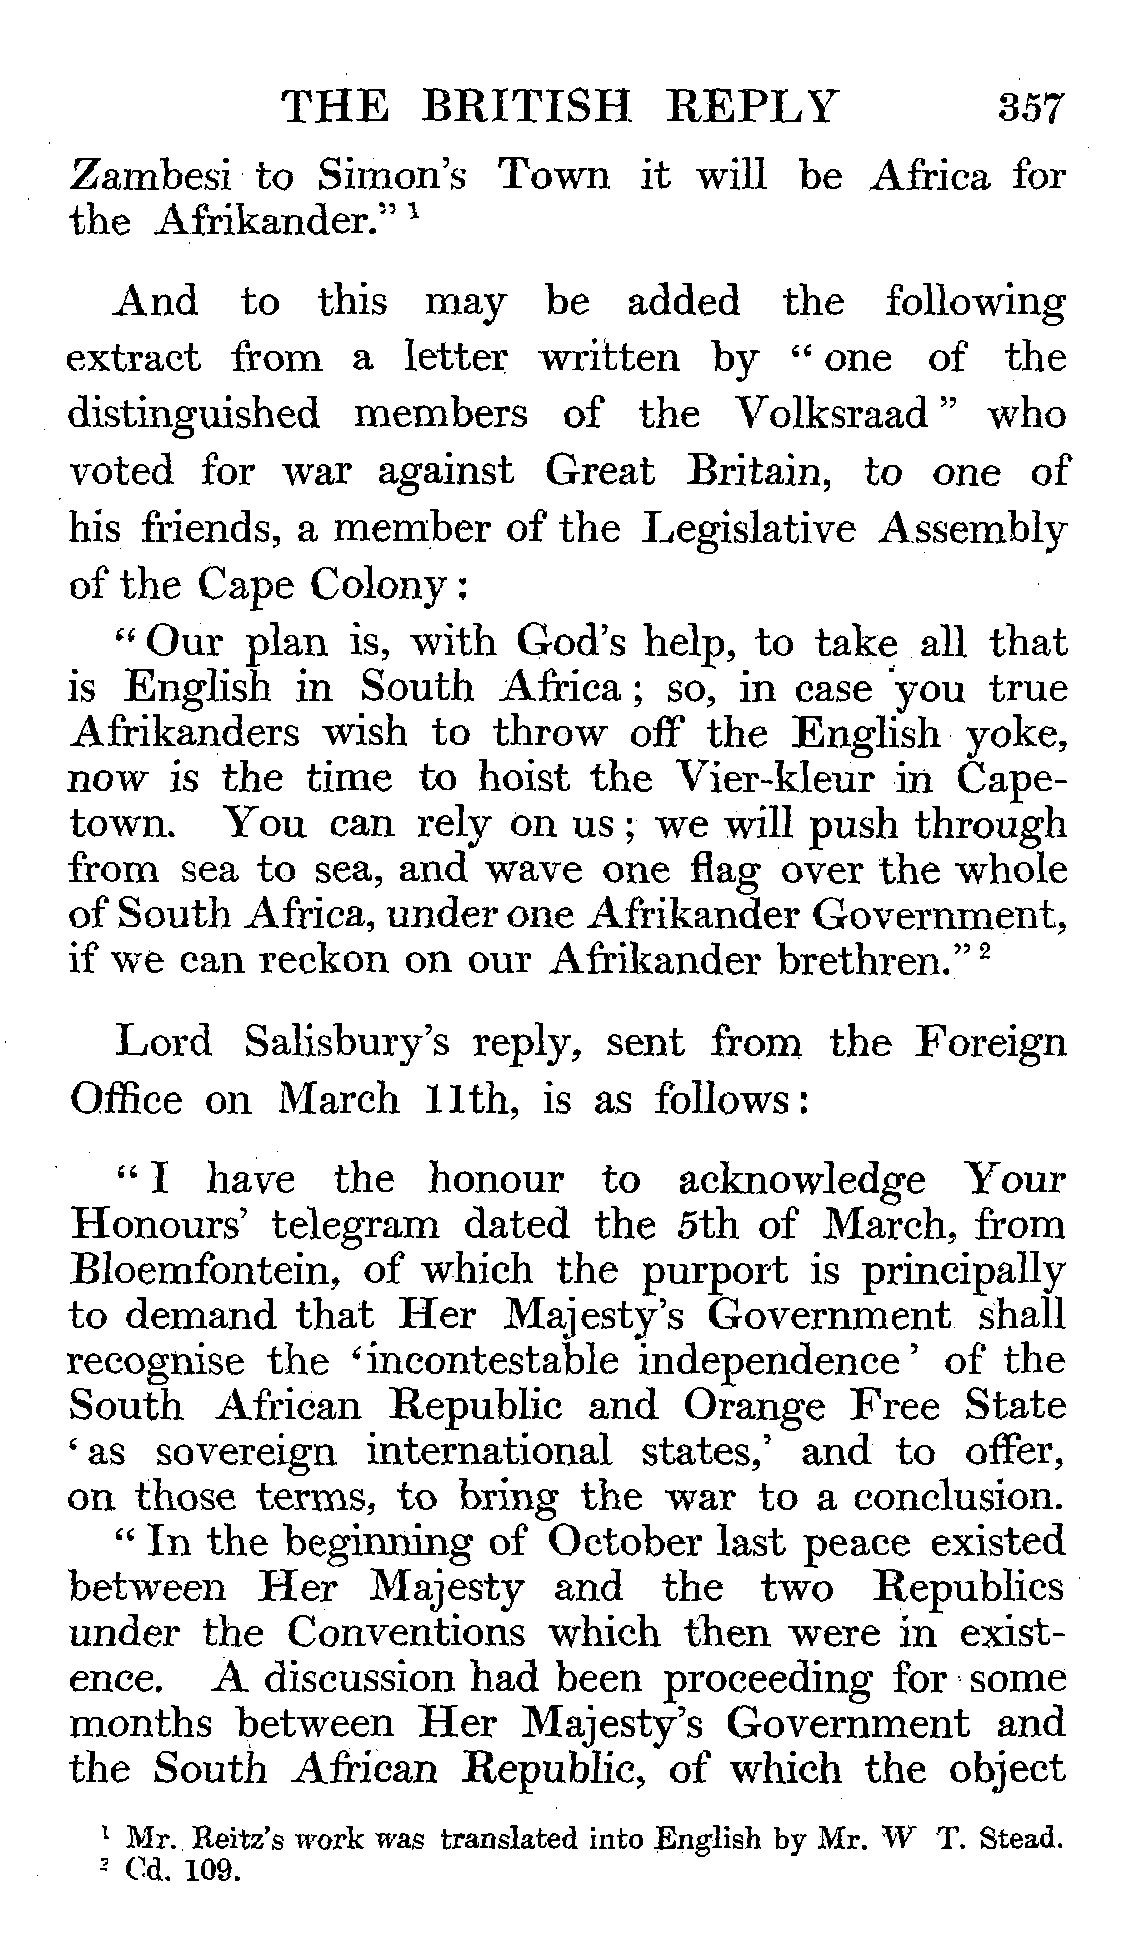 THE BRITISH REPLY 357
Zambesi to Simon's Town it will be Africa for
the Afrikander." 1
And to this may be added the following
extract from a letter written by "one of the
distinguished members of the Volksraad" who
voted for war against Great Britain, to one of
his friends, a member of the Legislative Assembly
of the Cape Colony:
"Our plan is, with God's help, to take all that
is English in South Africa; so, in case you true
Afrikanders wish to throw off the English yoke,
now is the time to hoist the Vier-kleur in Cape-
town. You can rely on us; we will push through
from sea to sea, and wave one flag over the whole
of South Africa, under one Afrikander Government,
if we can reckon on our Afrikander brethren." 2
Lord Salisbury's reply, sent from the Foreign
Office on March 11th, is as follows:
"I have the honour to acknowledge Your
Honours' telegram dated the 5th of March, from
Bloemfontein, of which the purport is principally
to demand that Her Majesty's Government shall
recognise the 'incontestable independence' of the
South African Republic and Orange Free State
'as sovereign international states,' and to offer,
on those terms, to bring the war to a conclusion.
"In the beginning of October last peace existed
between Her Majesty and the two Republics
under the Conventions which then were in exist-
ence. A discussion had been proceeding for some
months between Her Majesty's Government and
the South African Republic, of which the object
1 Mr. Reitz's work was translated into English by Mr. W T. Stead.
2 Cd. 109.